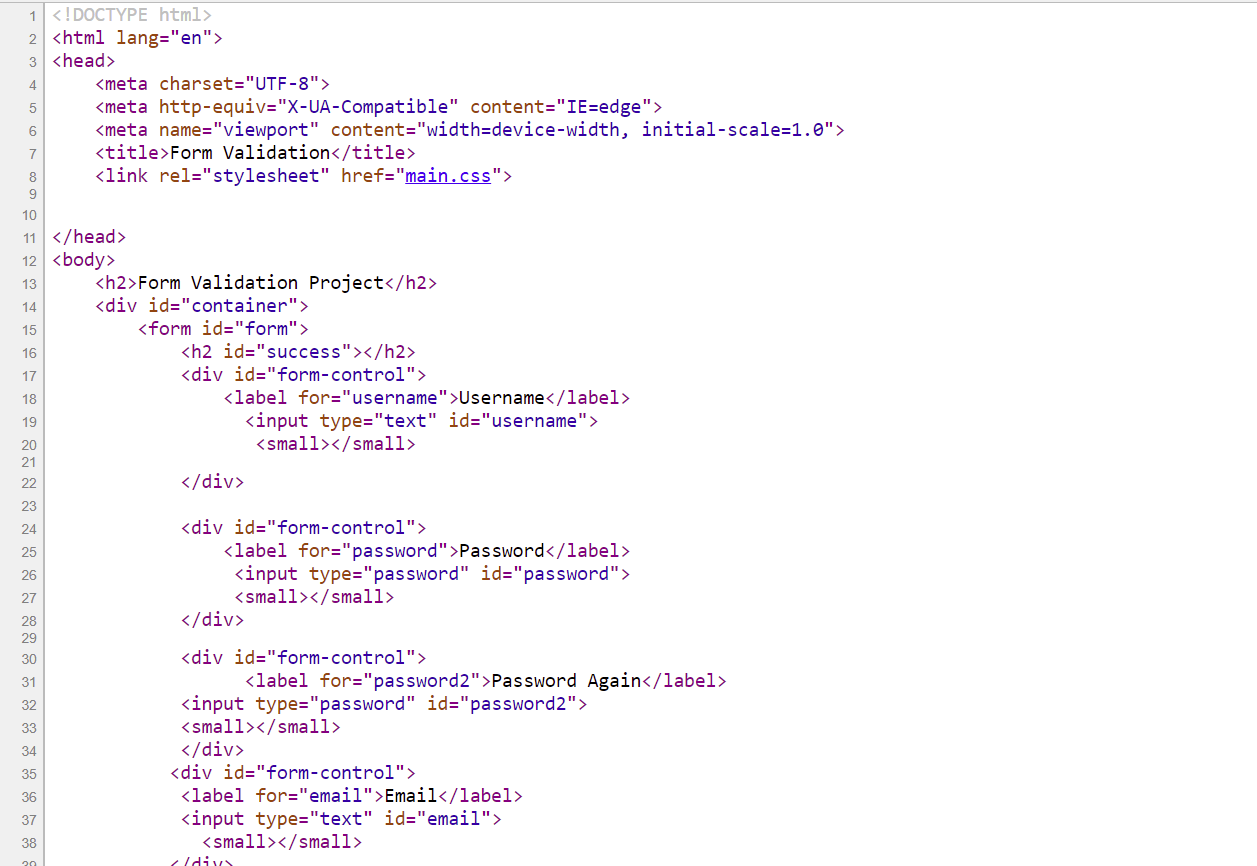 1 <!DOCTYPE html>
2 <html lang="en">
3 <head>
4     <meta charset="UTF-8">
5     <meta http-equiv="X-UA-Compatible" content="IE=edge">
6     <meta name="viewport" content="width=device-width, initial-scale=1.0">
7     <title>Form Validation</title>
8     <link rel="stylesheet" href="main.css">
9
10
11 </head>
12 <body>
13     <h2>Form Validation Project</h2>
14     <div id="container">
15         <form id="form">
16             <h2 id="success"></h2>
17             <div id="form-control">
18                 <label for="username">Username</label>
19                   <input type="text" id="username">
20                    <small></small>
21
22             </div>
23
24             <div id="form-control">
25                 <label for="password">Password</label>
26                  <input type="password" id="password">
27                  <small></small>
28             </div>
29
30             <div id="form-control">
31                   <label for="password2">Password Again</label>
32             <input type="password" id="password2">
33             <small></small>
34             </div>
35            <div id="form-control">
36             <label for="email">Email</label>
37             <input type="text" id="email">
38               <small></small>
39            </div>